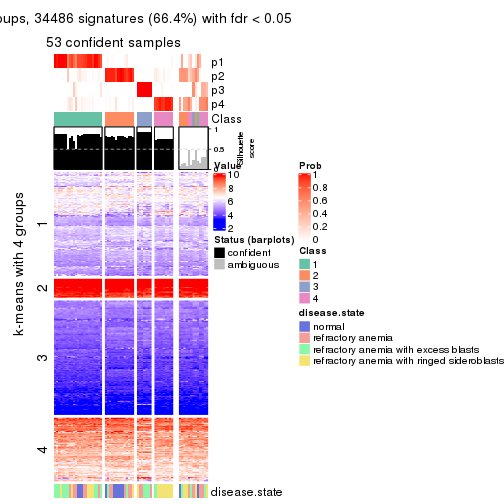 oups, 34486 signatures (66.4%) with fdr < 0.05
53 confident samples
p1
p2
p3
p4
Class
1
0.5
0
Silhouette
score
k-means with 4 groups
1
2
3
4
disease.state
Value
10
8
6
4
2
Status (barplots)
confident
ambiguous
Prob
1
0.8
0.6
0.4
0.2
0
Class
1
2
3
4
disease.state
normal
refractory anemia
refractory anemia with excess blasts
refractory anemia with ringed sideroblasts